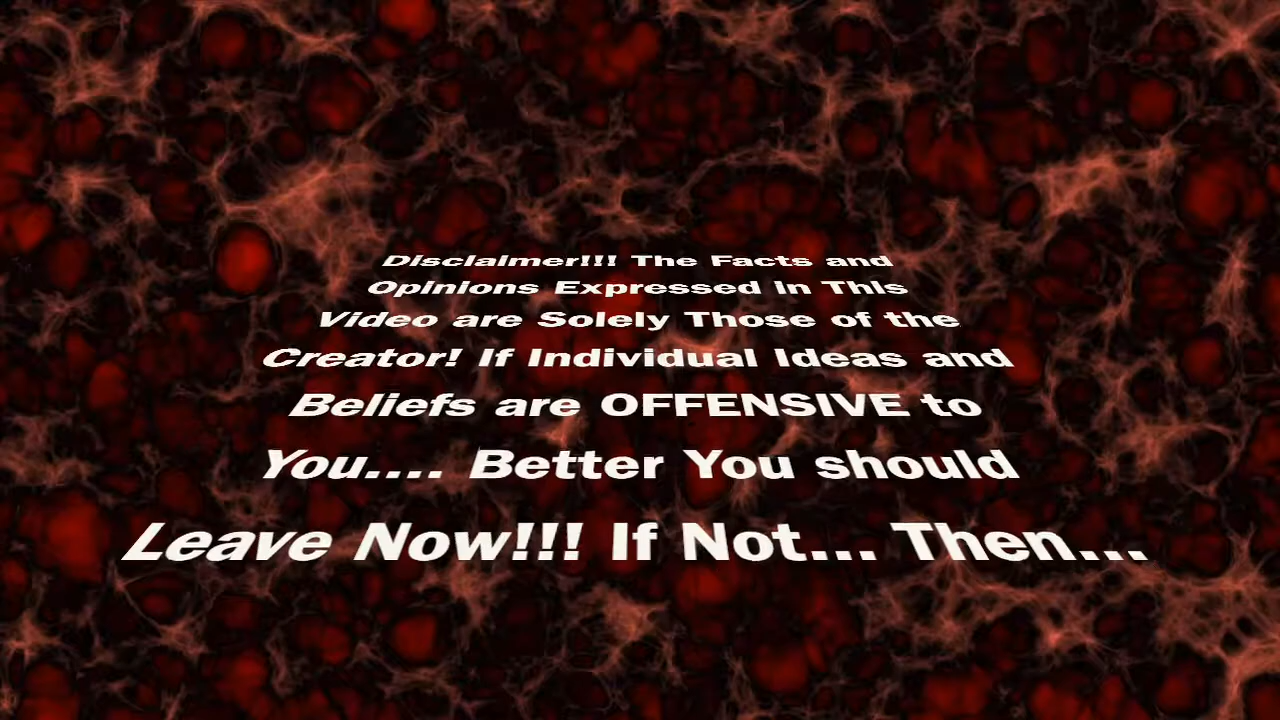 Disclaimer!!! The Facts and
Opinions Expressed in This
Video are Solely Those of the
Creator! If Individual Ideas and
Beliefs are OFFENSIVE to
You.... Better You should
Leave Now!!! If Not... Then...